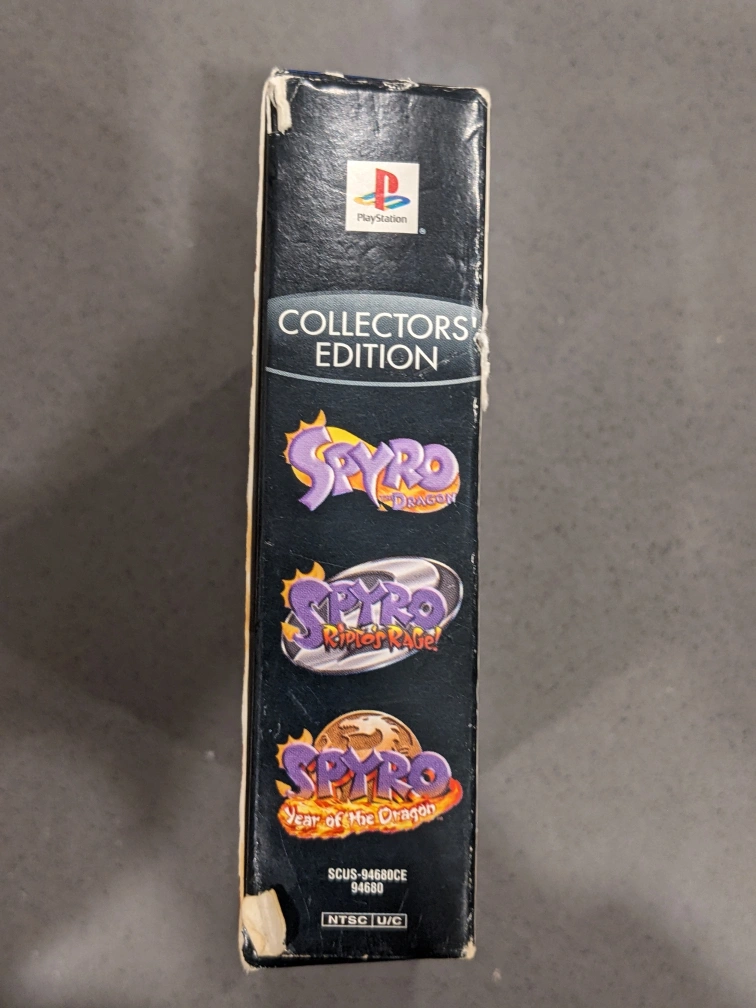 PlayStation
®
COLLECTORS'
EDITION
SPYRO
THE DRAGON
SPYRO
Ripto's Rage!
SPYRO
Year of the Dragon
SCUS-94680CE
94680
NTSC U/C